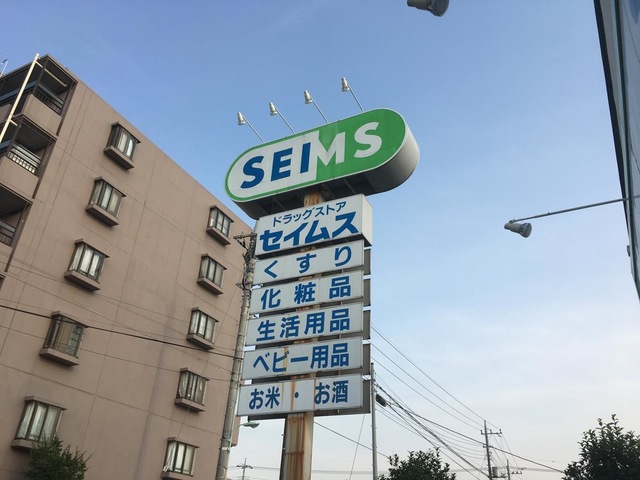 SEIMS
ドラッグストア
セイムス
くすり
化粧品
生活用品
ベビー用品
お米・お酒